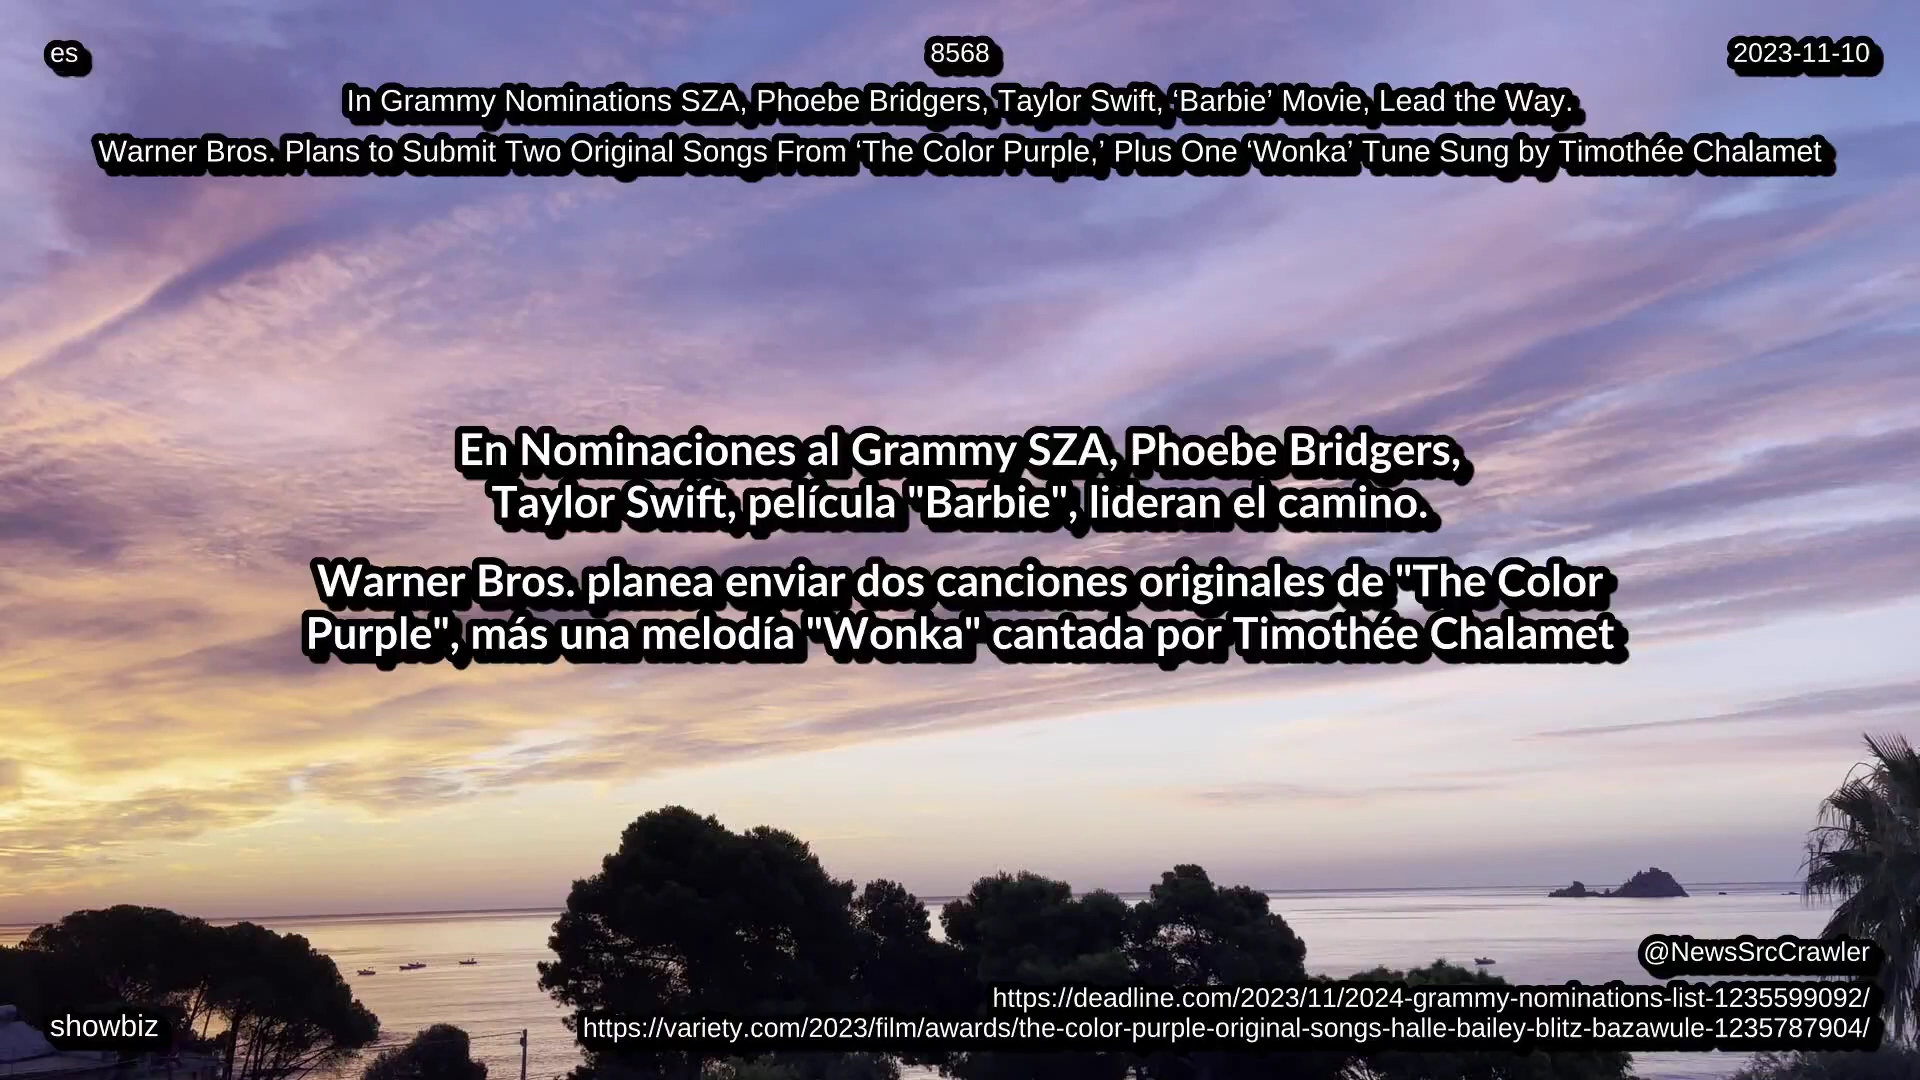 es
8568
2023-11-10
In Grammy Nominations SZA, Phoebe Bridgers, Taylor Swift, ‘Barbie’ Movie, Lead the Way.
Warner Bros. Plans to Submit Two Original Songs From ‘The Color Purple,’ Plus One ‘Wonka’ Tune Sung by Timothée Chalamet
En Nominaciones al Grammy SZA, Phoebe Bridgers,
Taylor Swift, película "Barbie", lideran el camino.
Warner Bros. planea enviar dos canciones originales de "The Color
Purple", más una melodía "Wonka" cantada por Timothée Chalamet
@NewsSrcCrawler
https://deadline.com/2023/11/2024-grammy-nominations-list-1235599092/
showbiz
https://variety.com/2023/film/awards/the-color-purple-original-songs-halle-bailey-blitz-bazawule-1235787904/